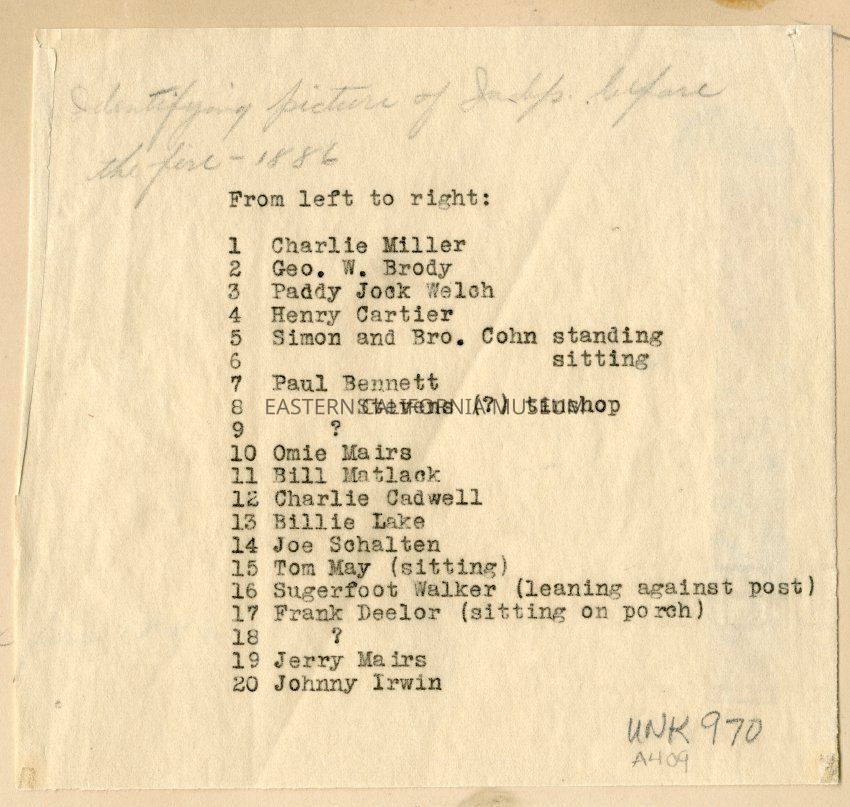 Identifying picture of Indep. before
the fire - 1886
From left to right:
1 Charlie Miller
2 Geo. W. Brody
3 Paddy Jock Welch
4 Henry Cartier
5 Simon and Bro. Cohn standing
6 sitting
7 Paul Bennett
8 Stevens (?) tinshop
EASTERN CALIFORNIA MUSEUM
9 ?
10 Omie Mairs
11 Bill Matlack
12 Charlie Cadwell
13 Billie Lake
14 Joe Schalten
15 Tom May (sitting)
16 Sugerfoot Walker (leaning against post)
17 Frank Deelor (sitting on porch)
18 ?
19 Jerry Mairs
20 Johnny Irwin
UNK 970
A409